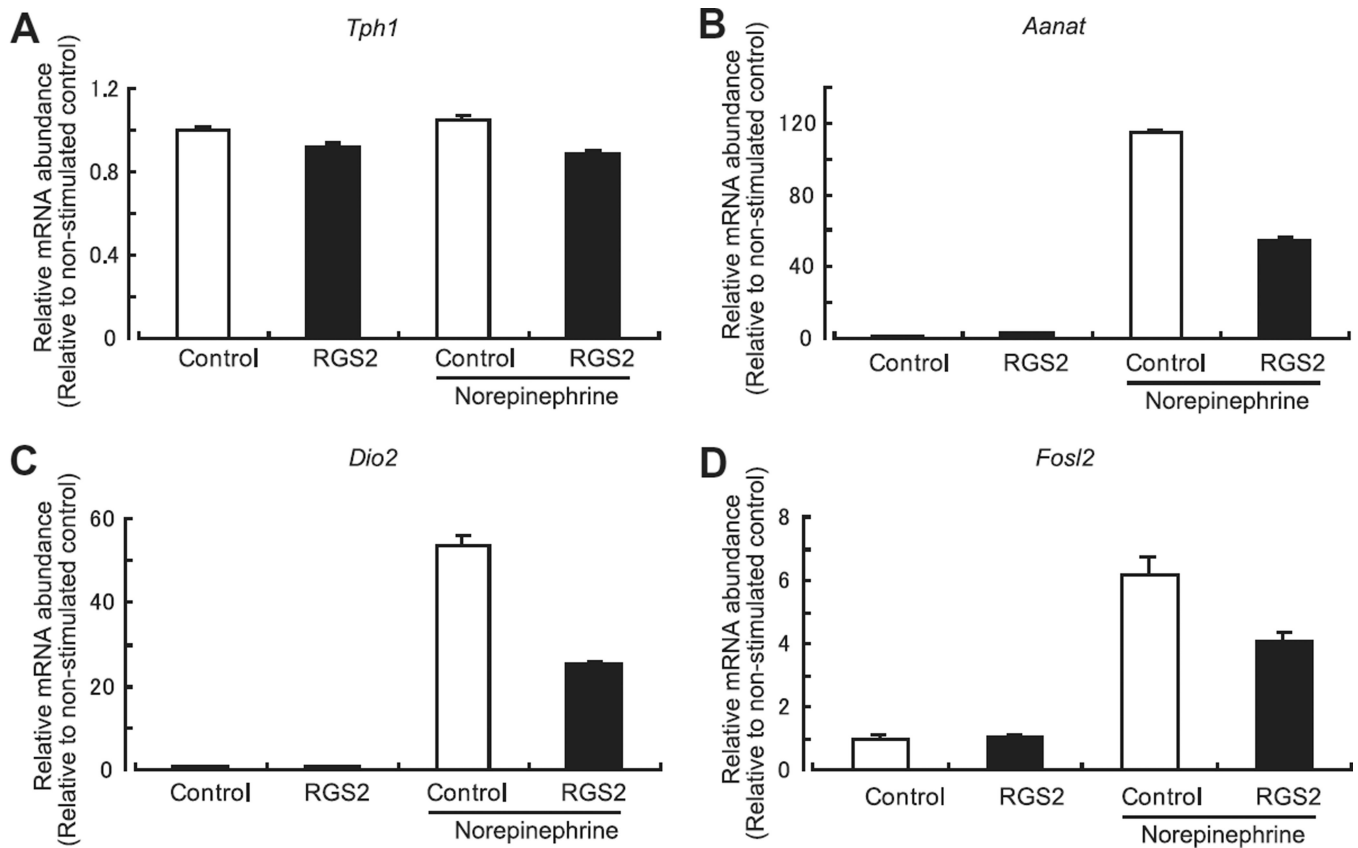 A
Tph1
Relative mRNA abundance
(Relative to non-stimulated control)
1.2
0.8
0.4
0
Control
RGS2
Control
RGS2
Norepinephrine
B
Aanat
Relative mRNA abundance
(Relative to non-stimulated control)
120
80
40
0
Control
RGS2
Control
RGS2
Norepinephrine
C
Dio2
Relative mRNA abundance
(Relative to non-stimulated control)
60
40
20
0
Control
RGS2
Control
RGS2
Norepinephrine
D
Fosl2
Relative mRNA abundance
(Relative to non-stimulated control)
8
6
4
2
0
Control
RGS2
Control
RGS2
Norepinephrine